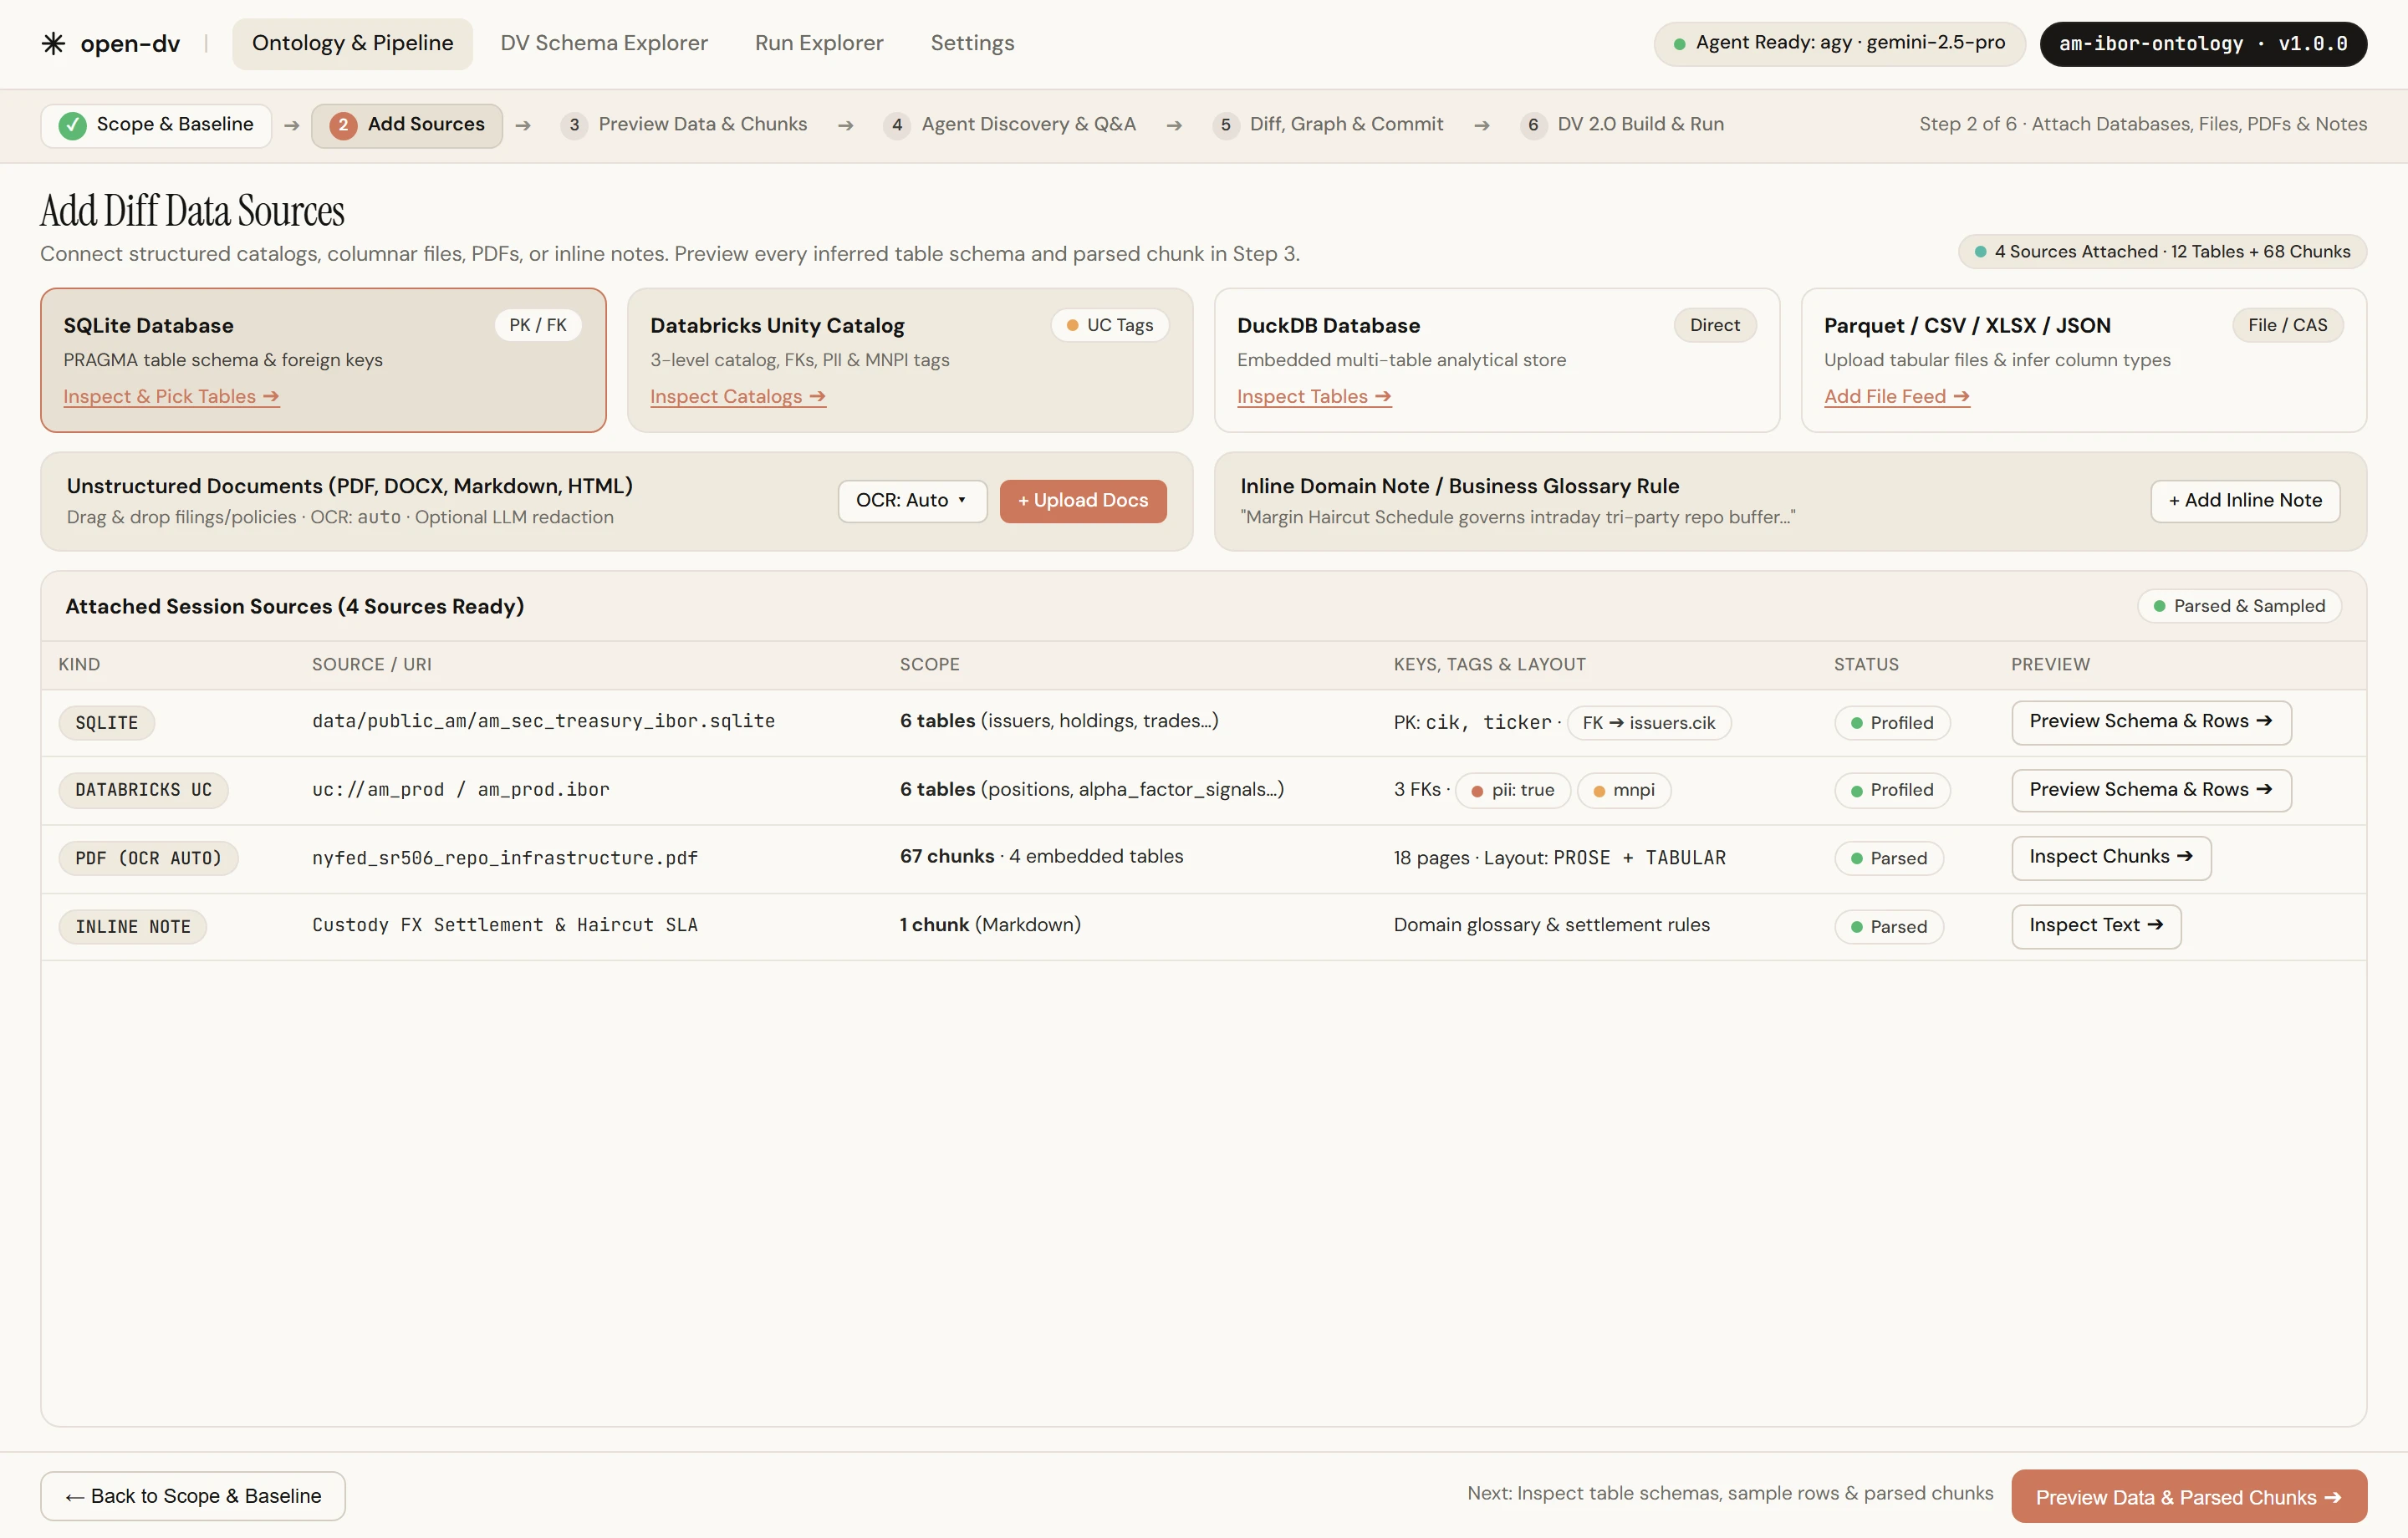 open-dv | Ontology & Pipeline DV Schema Explorer Run Explorer Settings Agent Ready: agy · gemini-2.5-pro am-ibor-ontology · v1.0.0
✓ Scope & Baseline → 2 Add Sources → 3 Preview Data & Chunks → 4 Agent Discovery & Q&A → 5 Diff, Graph & Commit → 6 DV 2.0 Build & Run Step 2 of 6 · Attach Databases, Files, PDFs & Notes
Add Diff Data Sources
Connect structured catalogs, columnar files, PDFs, or inline notes. Preview every inferred table schema and parsed chunk in Step 3.
4 Sources Attached · 12 Tables + 68 Chunks
SQLite Database PK / FK
PRAGMA table schema & foreign keys
Inspect & Pick Tables →
Databricks Unity Catalog UC Tags
3-level catalog, FKs, PII & MNPI tags
Inspect Catalogs →
DuckDB Database Direct
Embedded multi-table analytical store
Inspect Tables →
Parquet / CSV / XLSX / JSON File / CAS
Upload tabular files & infer column types
Add File Feed →
Unstructured Documents (PDF, DOCX, Markdown, HTML)
Drag & drop filings/policies · OCR: auto · Optional LLM redaction
OCR: Auto ▾ + Upload Docs
Inline Domain Note / Business Glossary Rule
"Margin Haircut Schedule governs intraday tri-party repo buffer..."
+ Add Inline Note
Attached Session Sources (4 Sources Ready) Parsed & Sampled
KIND SOURCE / URI SCOPE KEYS, TAGS & LAYOUT STATUS PREVIEW
SQLITE data/public_am/am_sec_treasury_ibor.sqlite 6 tables (issuers, holdings, trades...) PK: cik, ticker · FK → issuers.cik Profiled Preview Schema & Rows →
DATABRICKS UC uc://am_prod / am_prod.ibor 6 tables (positions, alpha_factor_signals...) 3 FKs · pii: true mnpi Profiled Preview Schema & Rows →
PDF (OCR AUTO) nyfed_sr506_repo_infrastructure.pdf 67 chunks · 4 embedded tables 18 pages · Layout: PROSE + TABULAR Parsed Inspect Chunks →
INLINE NOTE Custody FX Settlement & Haircut SLA 1 chunk (Markdown) Domain glossary & settlement rules Parsed Inspect Text →
← Back to Scope & Baseline Next: Inspect table schemas, sample rows & parsed chunks Preview Data & Parsed Chunks →